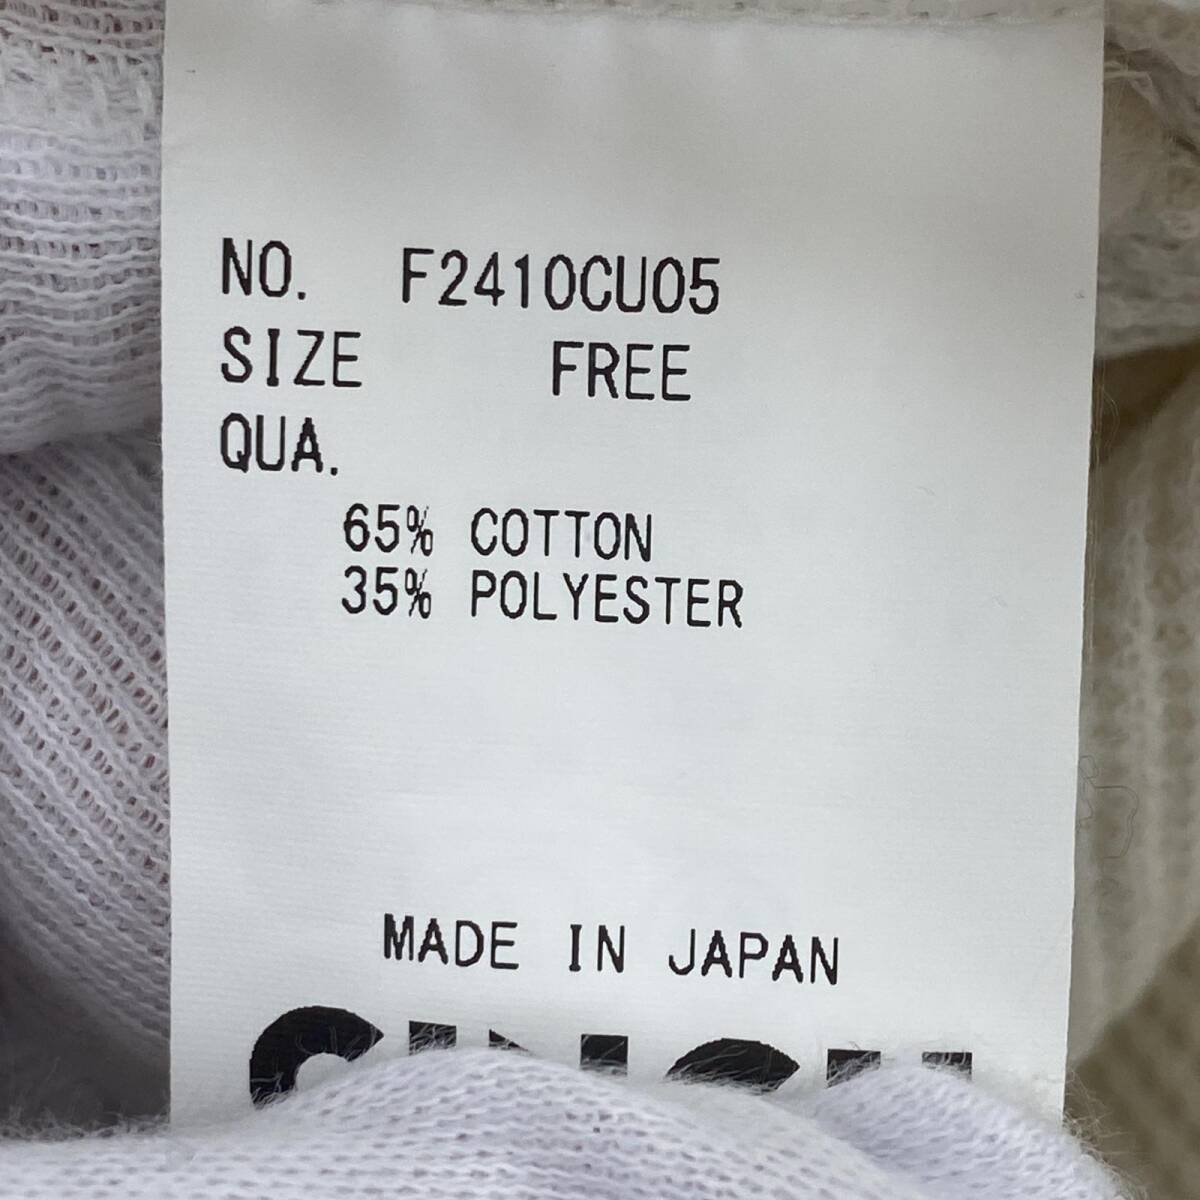 NO. F2410CU05
SIZE FREE
QUA.
65% COTTON
35% POLYESTER
MADE IN JAPAN